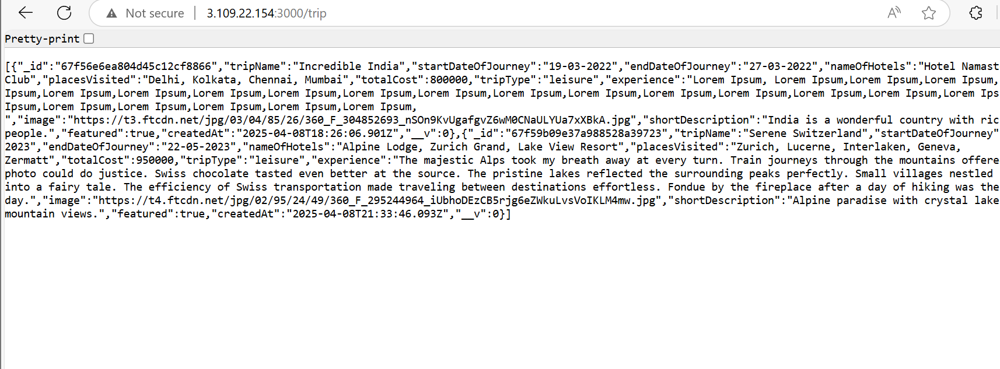 Not secure 3.109.22.154:3000/trip
Pretty-print
[{"_id":"67f56e6ea804d45c12cf8866","tripName":"Incredible India","startDateOfJourney":"19-03-2022","endDateOfJourney":"27-03-2022","nameOfHotels":"Hotel Namast
Club","placesVisited":"Delhi, Kolkata, Chennai, Mumbai","totalCost":800000,"tripType":"leisure","experience":"Lorem Ipsum, Lorem Ipsum,Lorem Ipsum,Lorem Ipsum,
Ipsum,Lorem Ipsum,Lorem Ipsum,Lorem Ipsum,Lorem Ipsum,Lorem Ipsum,Lorem Ipsum,Lorem Ipsum,Lorem Ipsum,Lorem Ipsum,Lorem Ipsum,Lorem Ipsum,Lorem Ipsum,Lorem Ips
Ipsum,Lorem Ipsum,Lorem Ipsum,Lorem Ipsum,Lorem Ipsum,Lorem Ipsum,
","image":"https://t3.ftcdn.net/jpg/03/04/85/26/360_F_304852693_nSOn9KvUgafgvZ6wM0CNaULYUa7xXBkA.jpg","shortDescription":"India is a wonderful country with ric
people.","featured":true,"createdAt":"2025-04-08T18:26:06.901Z","__v":0},{"_id":"67f59b09e37a988528a39723","tripName":"Serene Switzerland","startDateOfJourney"
2023","endDateOfJourney":"22-05-2023","nameOfHotels":"Alpine Lodge, Zurich Grand, Lake View Resort","placesVisited":"Zurich, Lucerne, Interlaken, Geneva,
Zermatt","totalCost":950000,"tripType":"leisure","experience":"The majestic Alps took my breath away at every turn. Train journeys through the mountains offere
photo could do justice. Swiss chocolate tasted even better at the source. The pristine lakes reflected the surrounding peaks perfectly. Small villages nestled
into a fairy tale. The efficiency of Swiss transportation made traveling between destinations effortless. Fondue by the fireplace after a day of hiking was the
day.","image":"https://t4.ftcdn.net/jpg/02/95/24/49/360_F_295244964_iUbhoDEzCB5rjg6eZWkuLvsVoIKLM4mw.jpg","shortDescription":"Alpine paradise with crystal lake
mountain views.","featured":true,"createdAt":"2025-04-08T21:33:46.093Z","__v":0}]